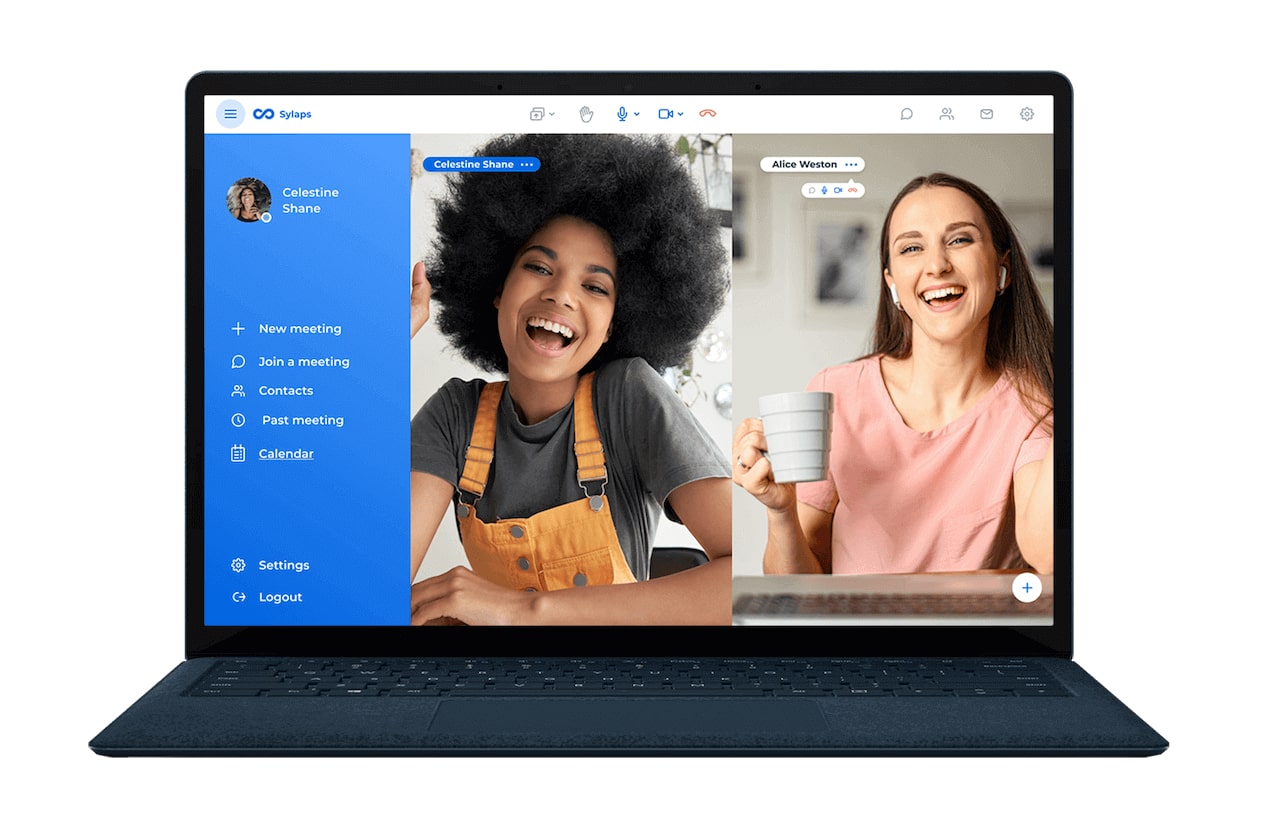 Sylaps
Celestine Shane
Alice Weston
Celestine
Shane
New meeting
Join a meeting
Contacts
Past meeting
Calendar
Settings
Logout